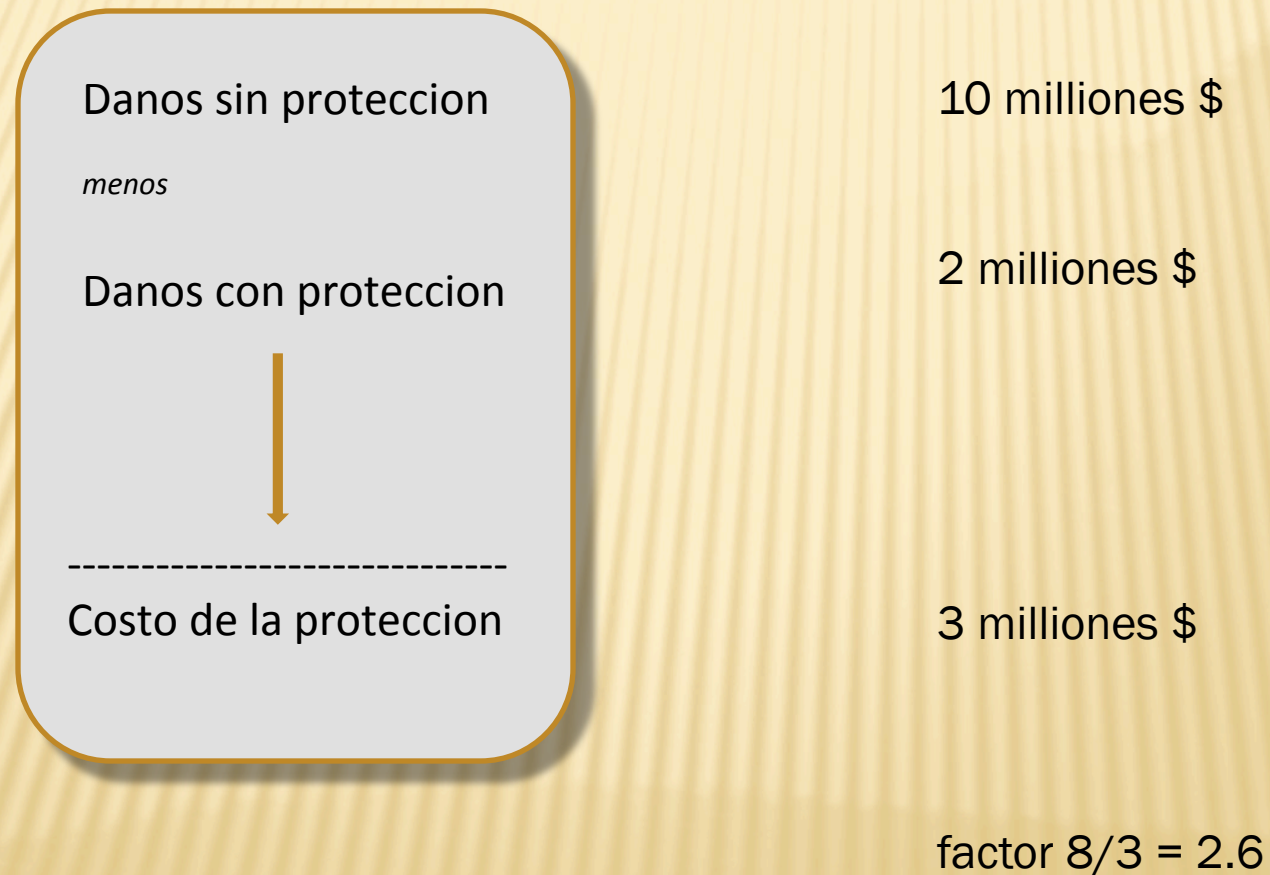 Danos sin proteccion
10 milliones $
menos
Danos con proteccion
2 milliones $
------------------------------
Costo de la proteccion
3 milliones $
factor 8/3 = 2.6